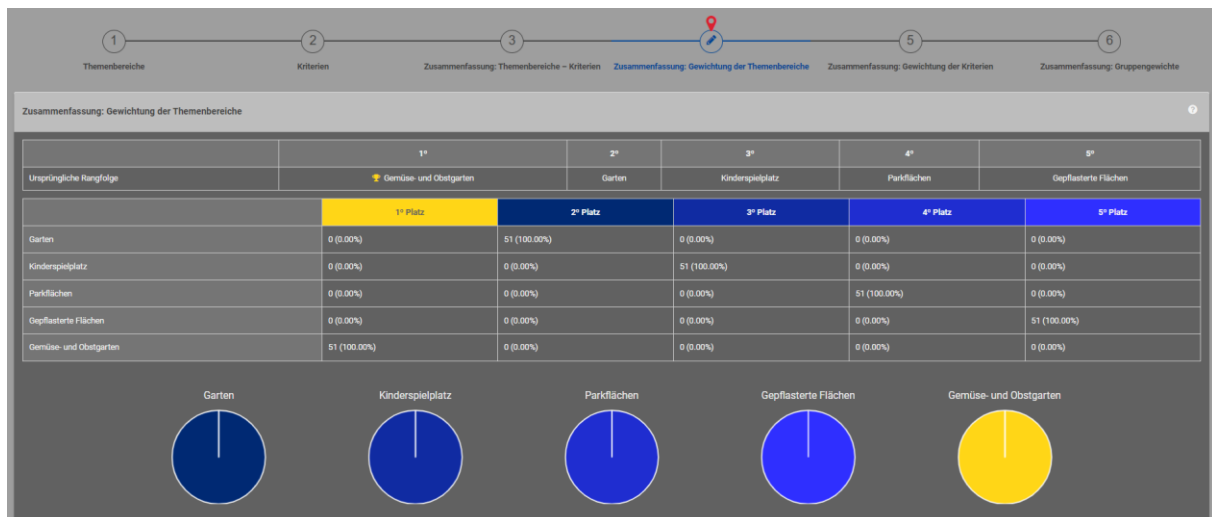 1 2 3 5 6
Themenbereiche Kriterien Zusammenfassung: Themenbereiche – Kriterien Zusammenfassung: Gewichtung der Themenbereiche Zusammenfassung: Gewichtung der Kriterien Zusammenfassung: Gruppengewichte
Zusammenfassung: Gewichtung der Themenbereiche ?
1º 2º 3º 4º 5º
Ursprüngliche Rangfolge Gemüse- und Obstgarten Garten Kinderspielplatz Parkflächen Gepflasterte Flächen
1º Platz 2º Platz 3º Platz 4º Platz 5º Platz
Garten 0 (0.00%) 51 (100.00%) 0 (0.00%) 0 (0.00%) 0 (0.00%)
Kinderspielplatz 0 (0.00%) 0 (0.00%) 51 (100.00%) 0 (0.00%) 0 (0.00%)
Parkflächen 0 (0.00%) 0 (0.00%) 0 (0.00%) 51 (100.00%) 0 (0.00%)
Gepflasterte Flächen 0 (0.00%) 0 (0.00%) 0 (0.00%) 0 (0.00%) 51 (100.00%)
Gemüse- und Obstgarten 51 (100.00%) 0 (0.00%) 0 (0.00%) 0 (0.00%) 0 (0.00%)
Garten Kinderspielplatz Parkflächen Gepflasterte Flächen Gemüse- und Obstgarten